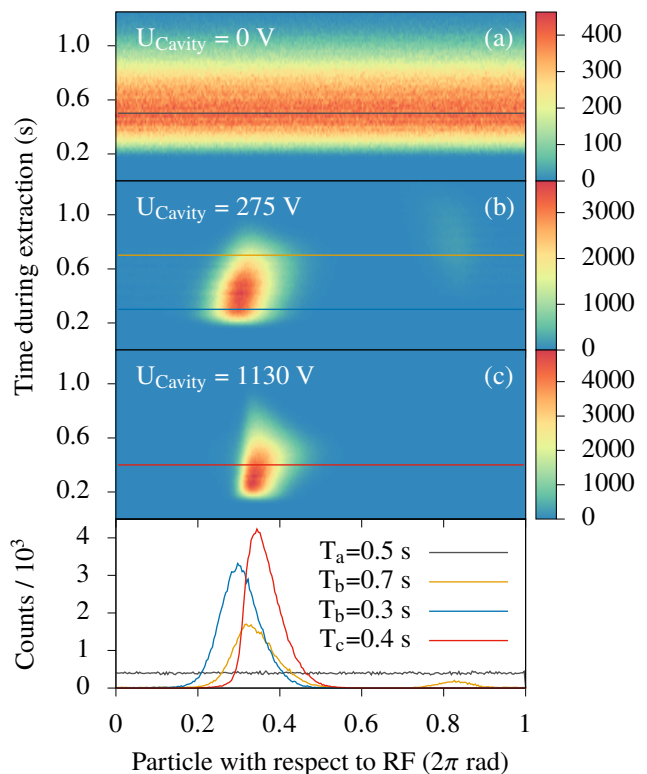 U_Cavity = 0 V (a)
1.0
0.6
0.2
400
300
200
100
0
U_Cavity = 275 V (b)
1.0
0.6
0.2
3000
2000
1000
0
U_Cavity = 1130 V (c)
1.0
0.6
0.2
4000
3000
2000
1000
0
Time during extraction (s)
4
3
2
1
0
Counts / 10³
T_a=0.5 s
T_b=0.7 s
T_b=0.3 s
T_c=0.4 s
0 0.2 0.4 0.6 0.8 1
Particle with respect to RF (2π rad)